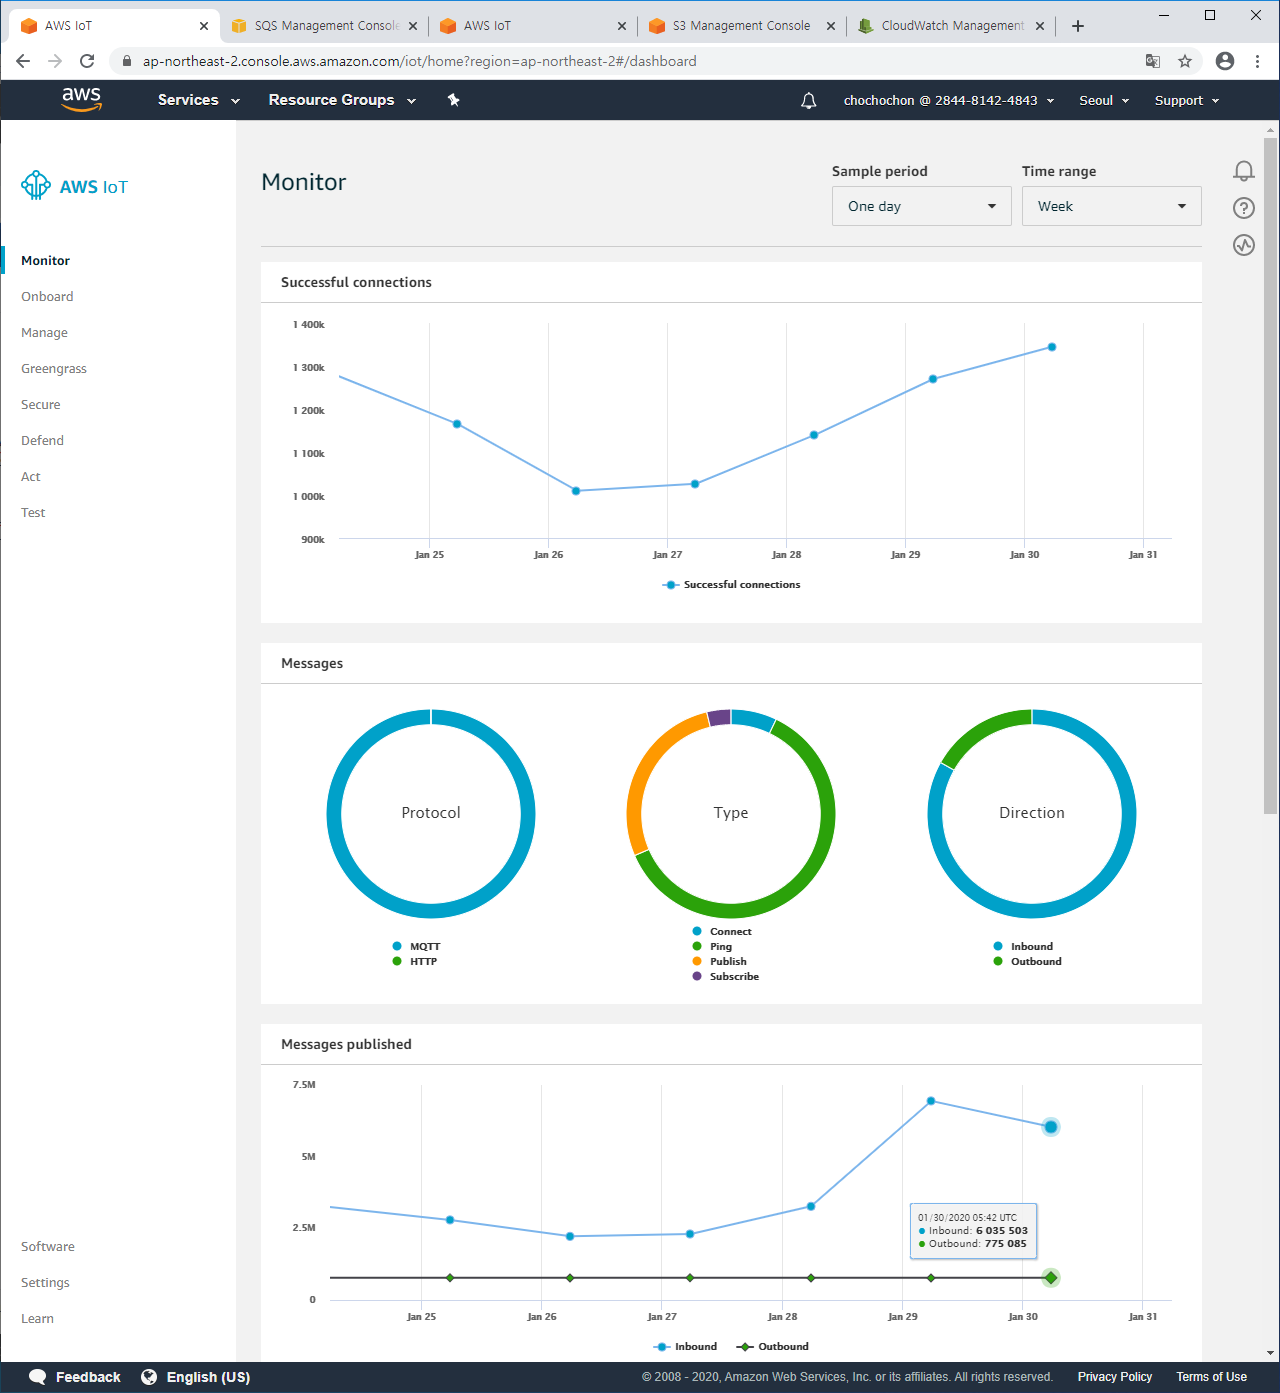 AWS IoT
SQS Management Console
AWS IoT
S3 Management Console
CloudWatch Management
ap-northeast-2.console.aws.amazon.com/iot/home?region=ap-northeast-2#/dashboard
aws
Services
Resource Groups
chochochon @ 2844-8142-4843
Seoul
Support
AWS IoT
Monitor
Onboard
Manage
Greengrass
Secure
Defend
Act
Test
Software
Settings
Learn
Monitor
Sample period
One day
Time range
Week
Successful connections
1 400k
1 300k
1 200k
1 100k
1 000k
900k
Jan 25 Jan 26 Jan 27 Jan 28 Jan 29 Jan 30 Jan 31
Successful connections
Messages
Protocol
MQTT
HTTP
Type
Connect
Ping
Publish
Subscribe
Direction
Inbound
Outbound
Messages published
7.5M
5M
2.5M
0
01/30/2020 05:42 UTC
Inbound: 6 035 503
Outbound: 775 085
Jan 25 Jan 26 Jan 27 Jan 28 Jan 29 Jan 30 Jan 31
Inbound Outbound
Feedback
English (US)
© 2008 - 2020, Amazon Web Services, Inc. or its affiliates. All rights reserved.
Privacy Policy
Terms of Use